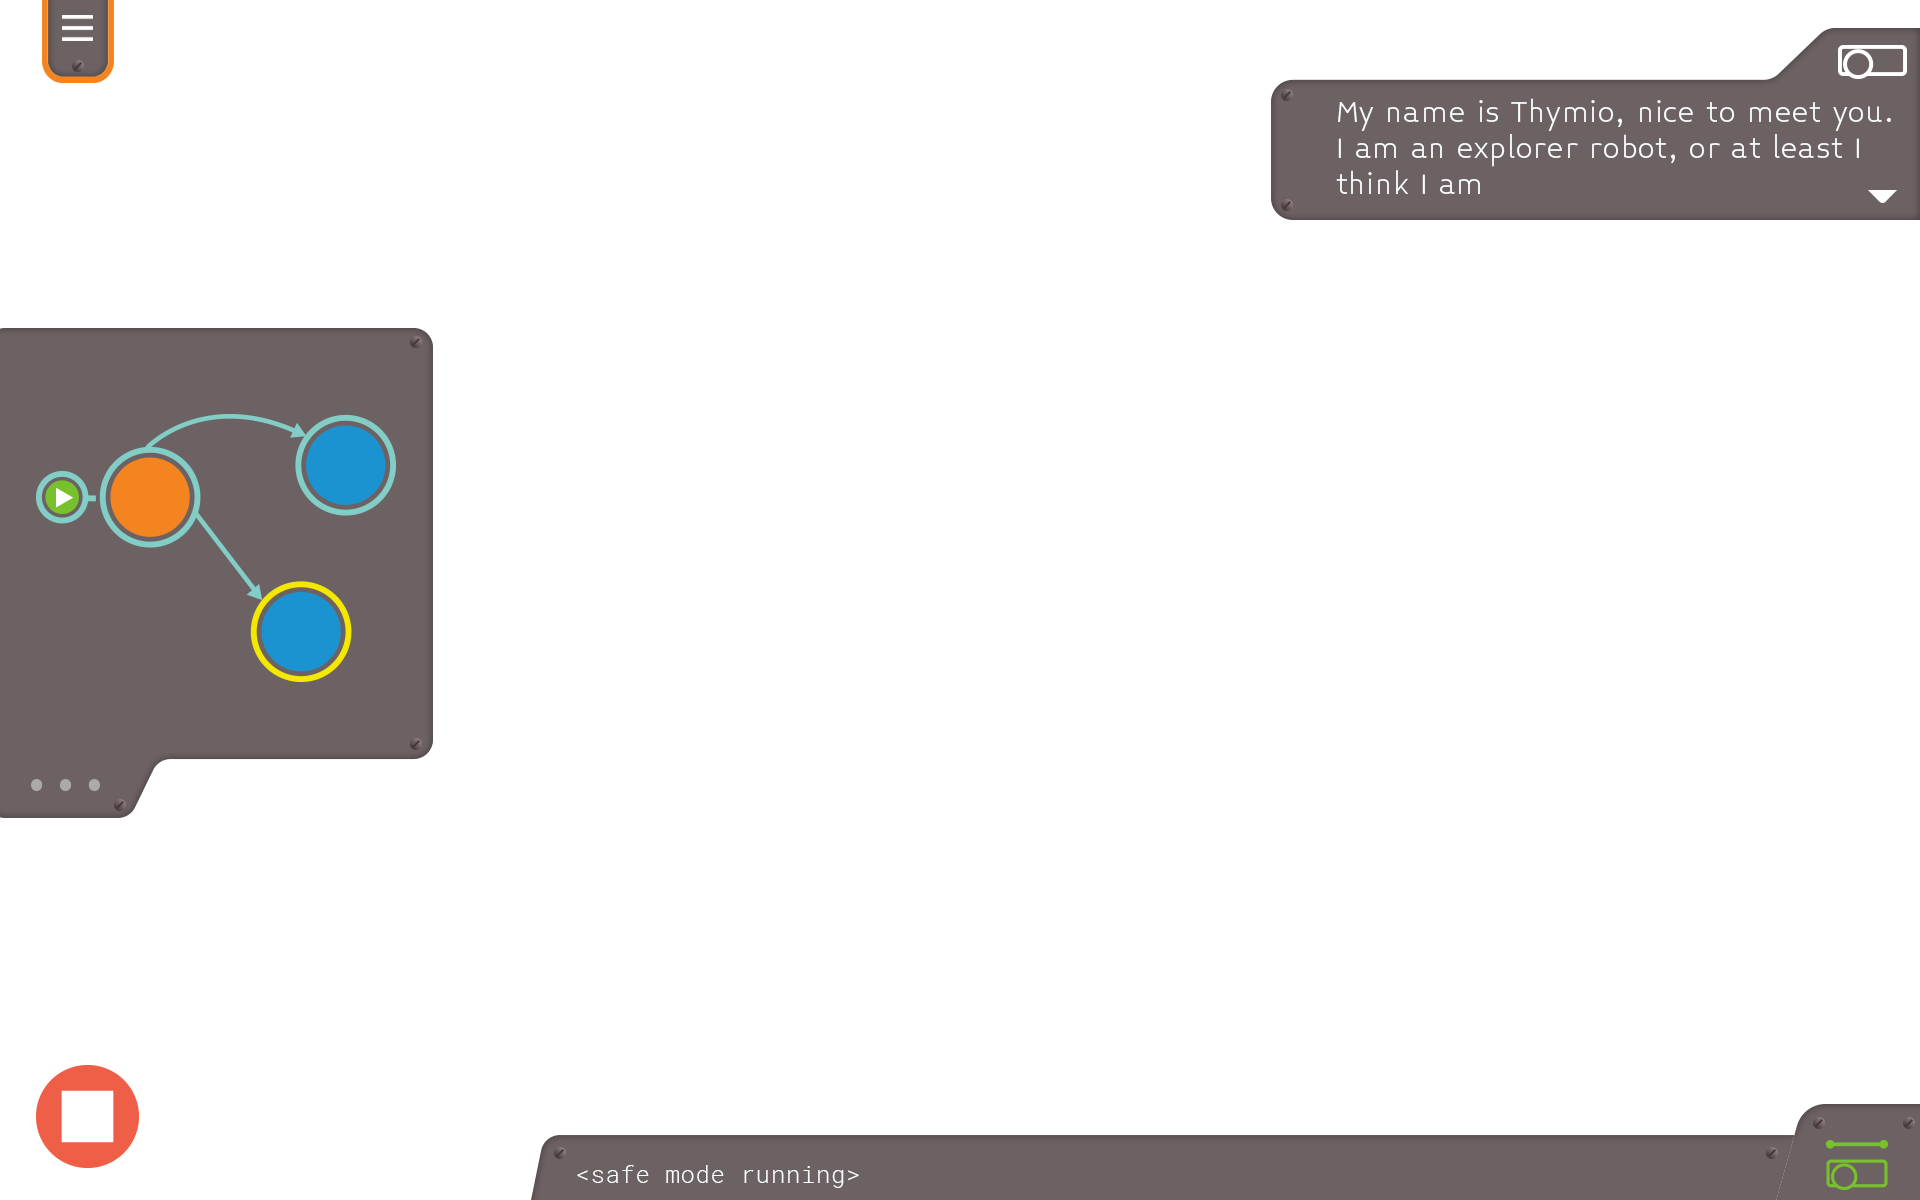 My name is Thymio, nice to meet you.
I am an explorer robot, or at least I
think I am
<safe mode running>